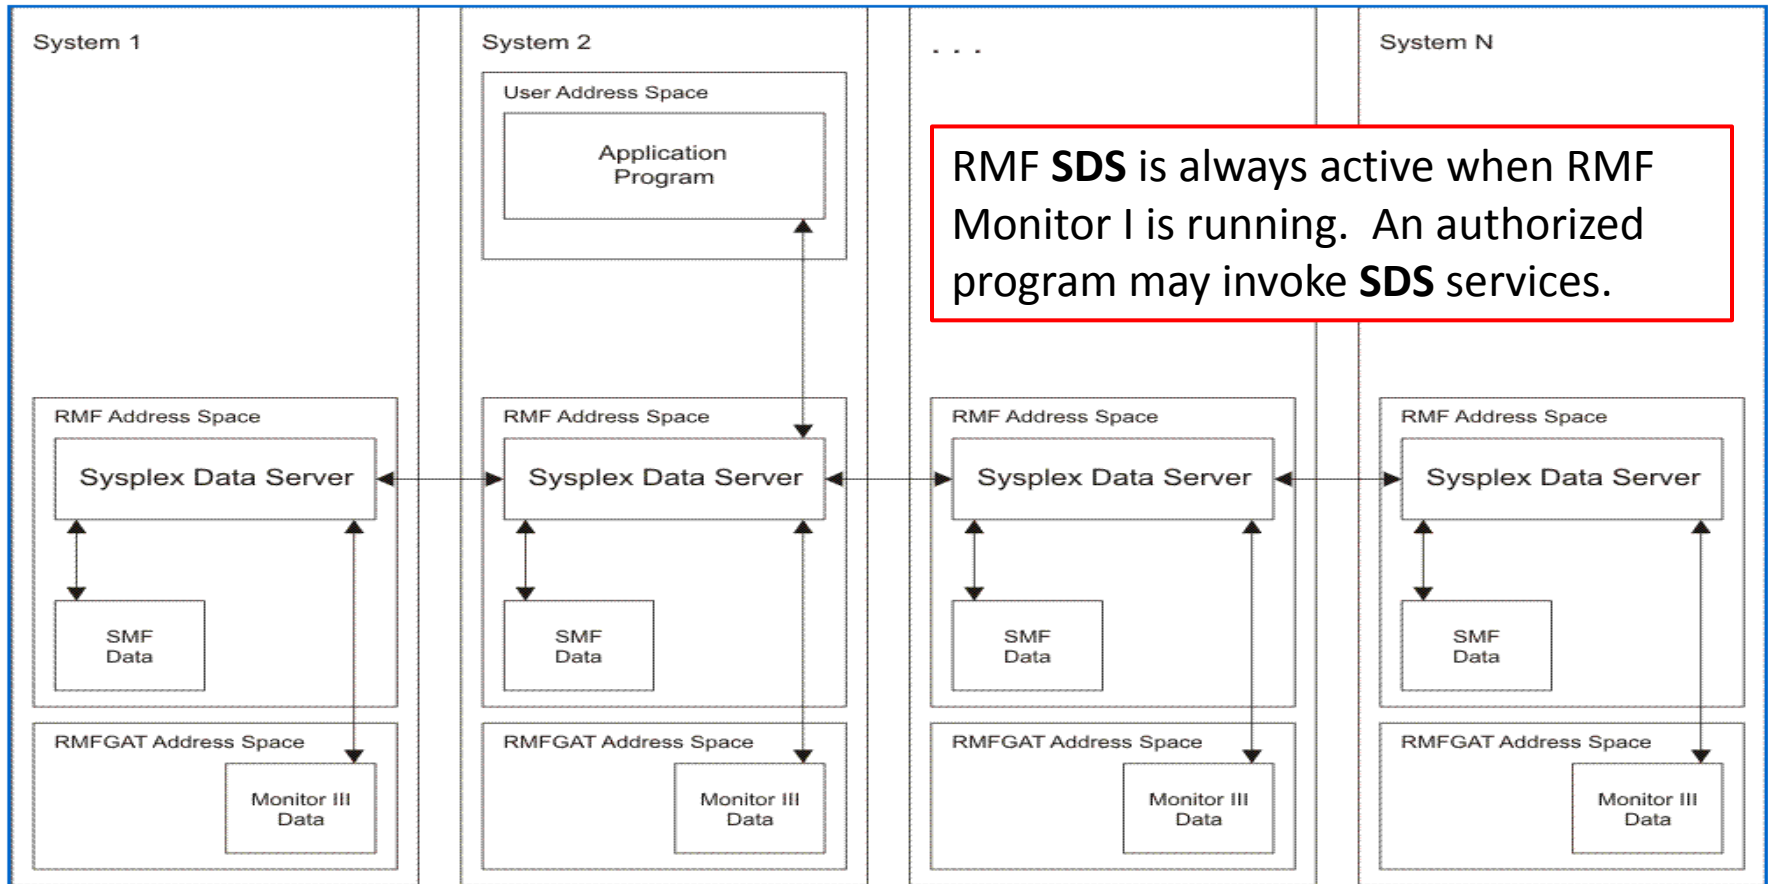 System 1
System 2
. . .
System N
User Address Space
Application
Program
RMF SDS is always active when RMF
Monitor I is running.  An authorized
program may invoke SDS services.
RMF Address Space
Sysplex Data Server
SMF
Data
RMFGAT Address Space
Monitor III
Data
RMF Address Space
Sysplex Data Server
SMF
Data
RMFGAT Address Space
Monitor III
Data
RMF Address Space
Sysplex Data Server
SMF
Data
RMFGAT Address Space
Monitor III
Data
RMF Address Space
Sysplex Data Server
SMF
Data
RMFGAT Address Space
Monitor III
Data